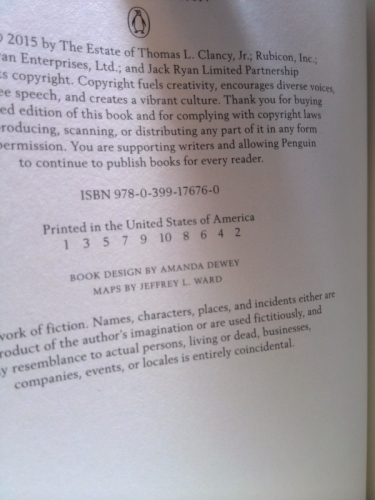 2015 by The Estate of Thomas L. Clancy, Jr.; Rubicon, Inc.;
Enterprises, Ltd.; and Jack Ryan Limited Partnership
copyright. Copyright fuels creativity, encourages diverse voices,
speech, and creates a vibrant culture. Thank you for buying
edition of this book and for complying with copyright laws
producing, scanning, or distributing any part of it in any form
permission. You are supporting writers and allowing Penguin
to continue to publish books for every reader.
ISBN 978-0-399-17676-0
Printed in the United States of America
1 3 5 7 9 10 8 6 4 2
BOOK DESIGN BY AMANDA DEWEY
MAPS BY JEFFREY L. WARD
work of fiction. Names, characters, places, and incidents either are
product of the author's imagination or are used fictitiously, and
resemblance to actual persons, living or dead, businesses,
companies, events, or locales is entirely coincidental.